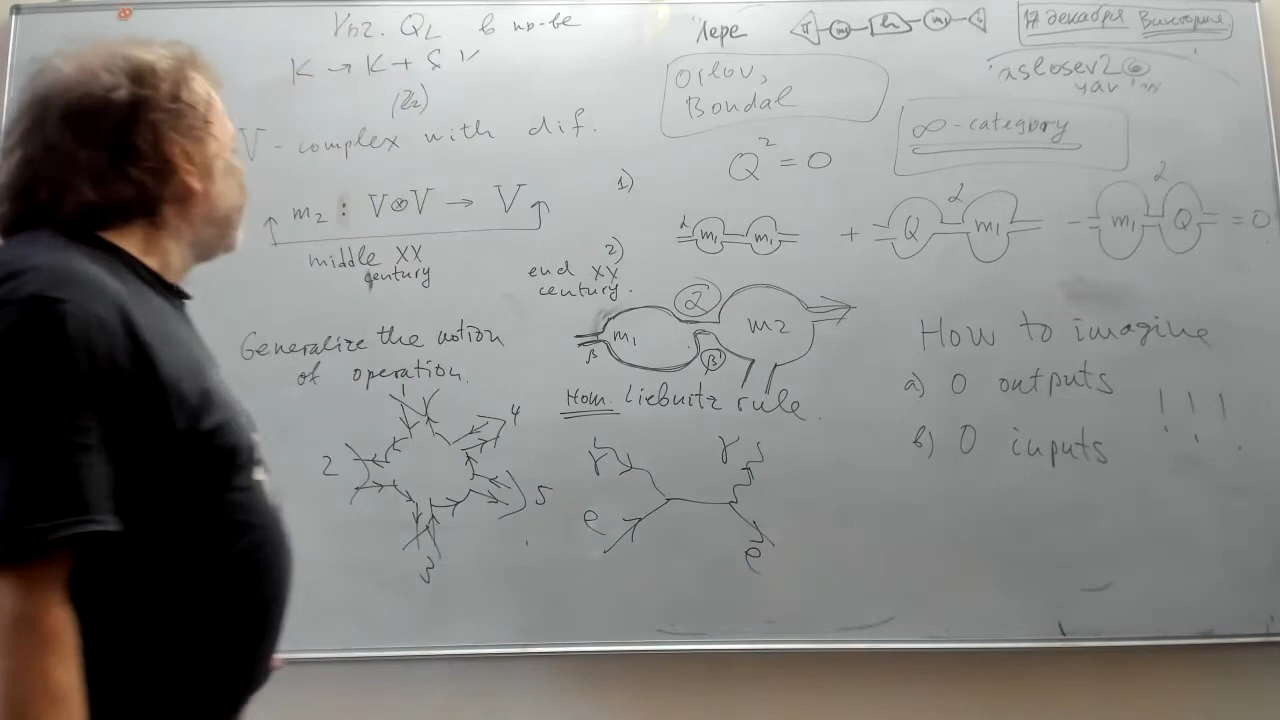 Ур2. QL в пр-ве
K → K + δ K
(ℤ₂)
V - complex with dif.
m₂ : V⊗V → V
middle XX
century
Generalize the notion
of operation.
4
2
5
3
Лере
Orlov,
Bondal
17 декабря Виктория
∞-category
1)
Q² = 0
α m₁ m₁ + Q α m₁ - m₁ α Q = 0
2)
end XX
century.
m₁ α m₂
β β
Hom. Liebnitz rule.
γ γ
e e
How to imagine
a) 0 outputs
b) 0 inputs
! ! !